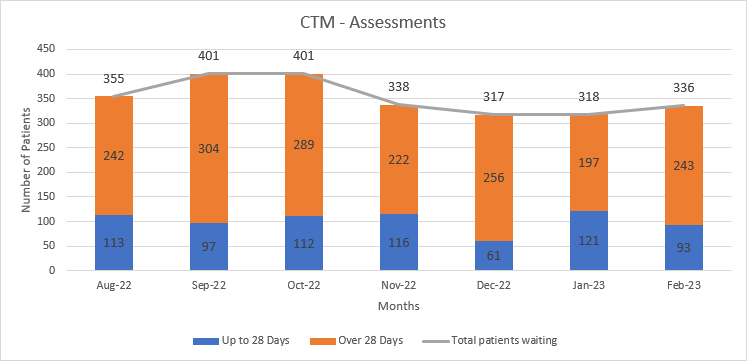 CTM - Assessments
Number of Patients
450
400
350
300
250
200
150
100
50
0
355 401 401 338 317 318 336
242 304 289 222 256 197 243
113 97 112 116 61 121 93
Aug-22 Sep-22 Oct-22 Nov-22 Dec-22 Jan-23 Feb-23
Months
Up to 28 Days Over 28 Days Total patients waiting